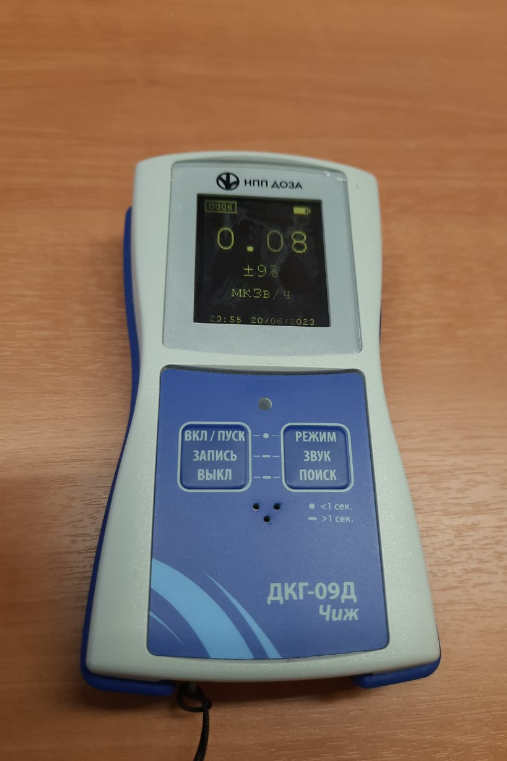 НПП ДОЗА
0006
0.08
±9%
мкЗв/ч
20:55 20/06/2023
ВКЛ / ПУСК
ЗАПИСЬ
ВЫКЛ
РЕЖИМ
ЗВУК
ПОИСК
<1 сек.
>1 сек.
ДКГ-09Д
Чиж